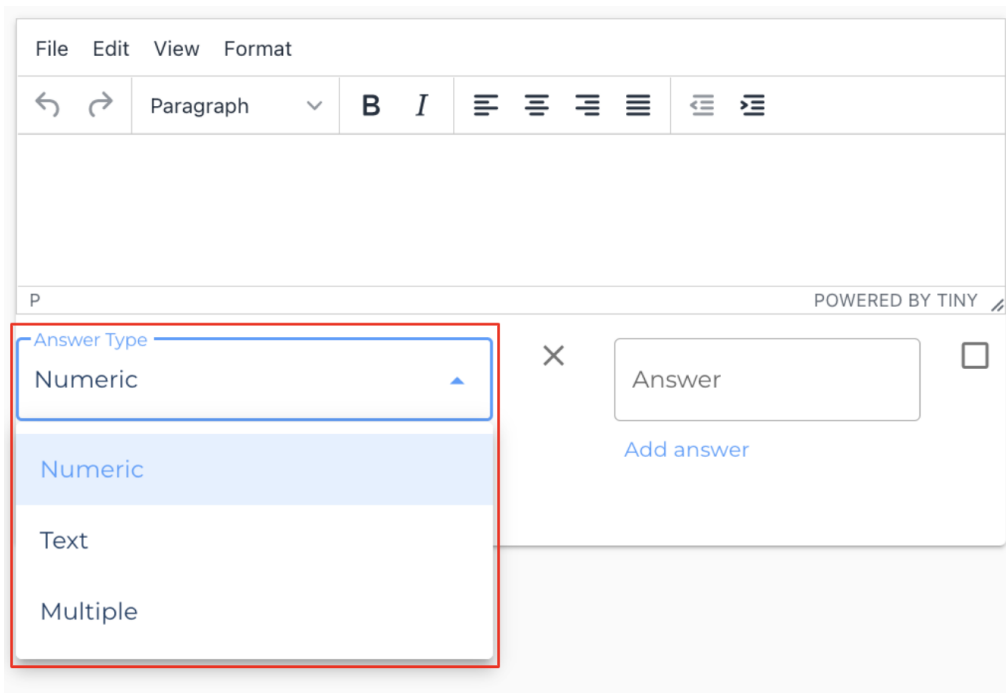 File Edit View Format
Paragraph B I
P POWERED BY TINY
Answer Type
Numeric
Answer
Add answer
Numeric
Text
Multiple